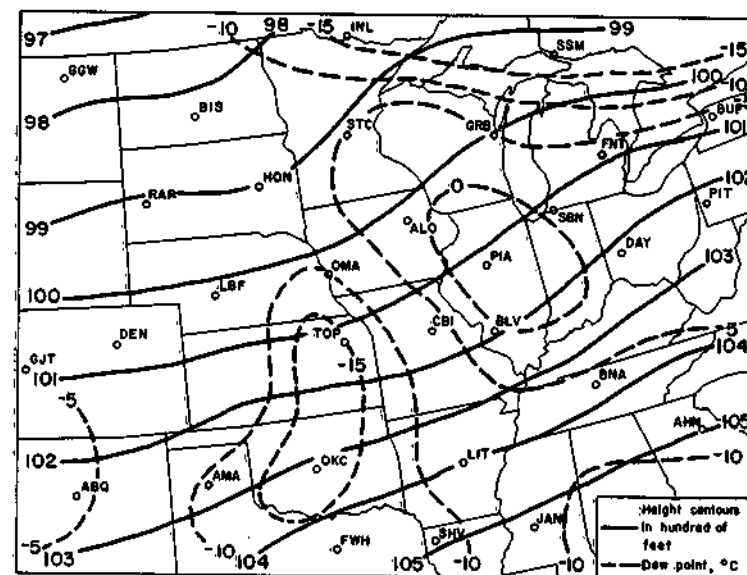 97
98
-10
-15
INL
99
SSM
-15
GGW
BIS
STC
GRB
100
-10
BUF
98
FNT
101
RAP
HON
0
102
PIT
99
ALO
SBN
DAY
PIA
OMA
103
LBF
100
DEN
TOP
CBI
BLV
-5
GJT
104
101
-15
BNA
-5
AHN
105
102
OKC
LIT
-10
AMA
ABQ
JAN
Height contours
In hundred of
feet
Dew point, °C
-5
103
-10
104
FWH
SHV
105
-10
-10